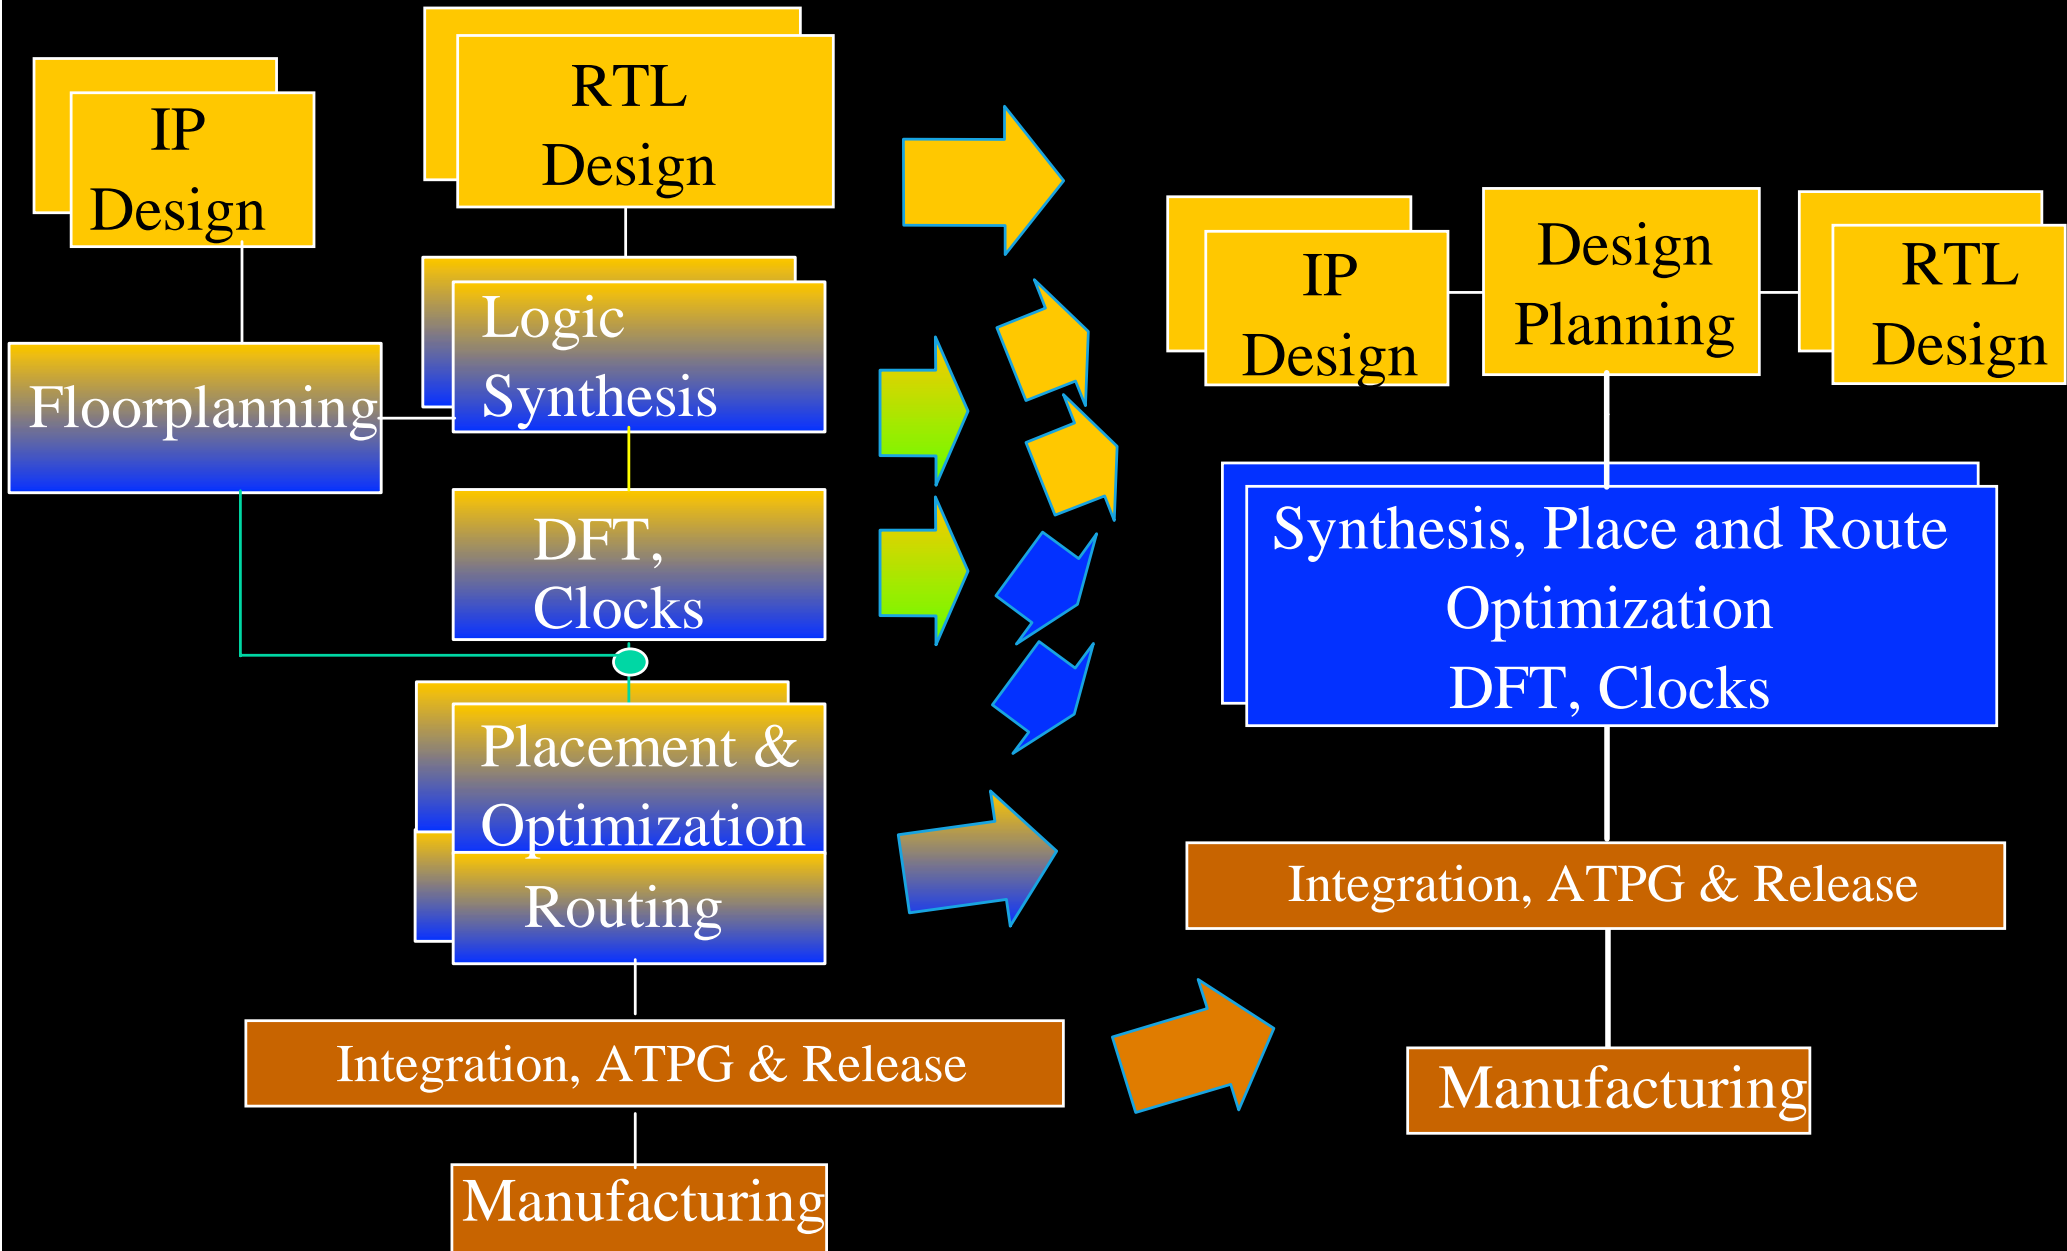 IP
Design
RTL
Design
Logic
Synthesis
Floorplanning
DFT,
Clocks
Placement &
Optimization
Routing
Integration, ATPG & Release
Manufacturing
IP
Design
Design
Planning
RTL
Design
Synthesis, Place and Route
Optimization
DFT, Clocks
Integration, ATPG & Release
Manufacturing